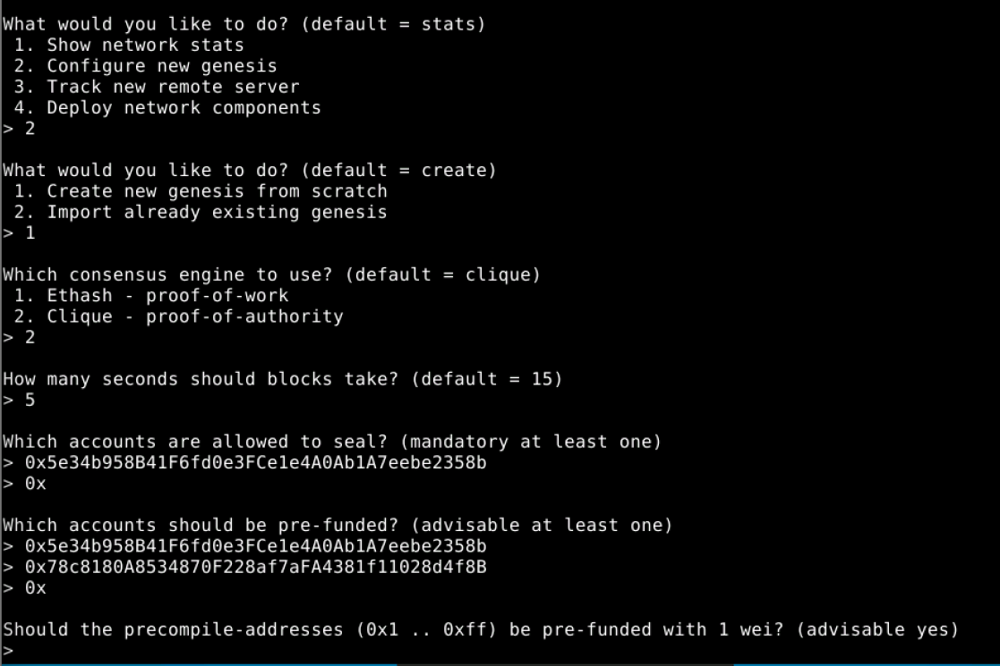 What would you like to do? (default = stats)
1. Show network stats
2. Configure new genesis
3. Track new remote server
4. Deploy network components
> 2
What would you like to do? (default = create)
1. Create new genesis from scratch
2. Import already existing genesis
> 1
Which consensus engine to use? (default = clique)
1. Ethash - proof-of-work
2. Clique - proof-of-authority
> 2
How many seconds should blocks take? (default = 15)
> 5
Which accounts are allowed to seal? (mandatory at least one)
> 0x5e34b958B41F6fd0e3FCe1e4A0Ab1A7eebe2358b
> 0x
Which accounts should be pre-funded? (advisable at least one)
> 0x5e34b958B41F6fd0e3FCe1e4A0Ab1A7eebe2358b
> 0x78c8180A8534870F228af7aFA4381f11028d4f8B
> 0x
Should the precompile-addresses (0x1 .. 0xff) be pre-funded with 1 wei? (advisable yes)
>